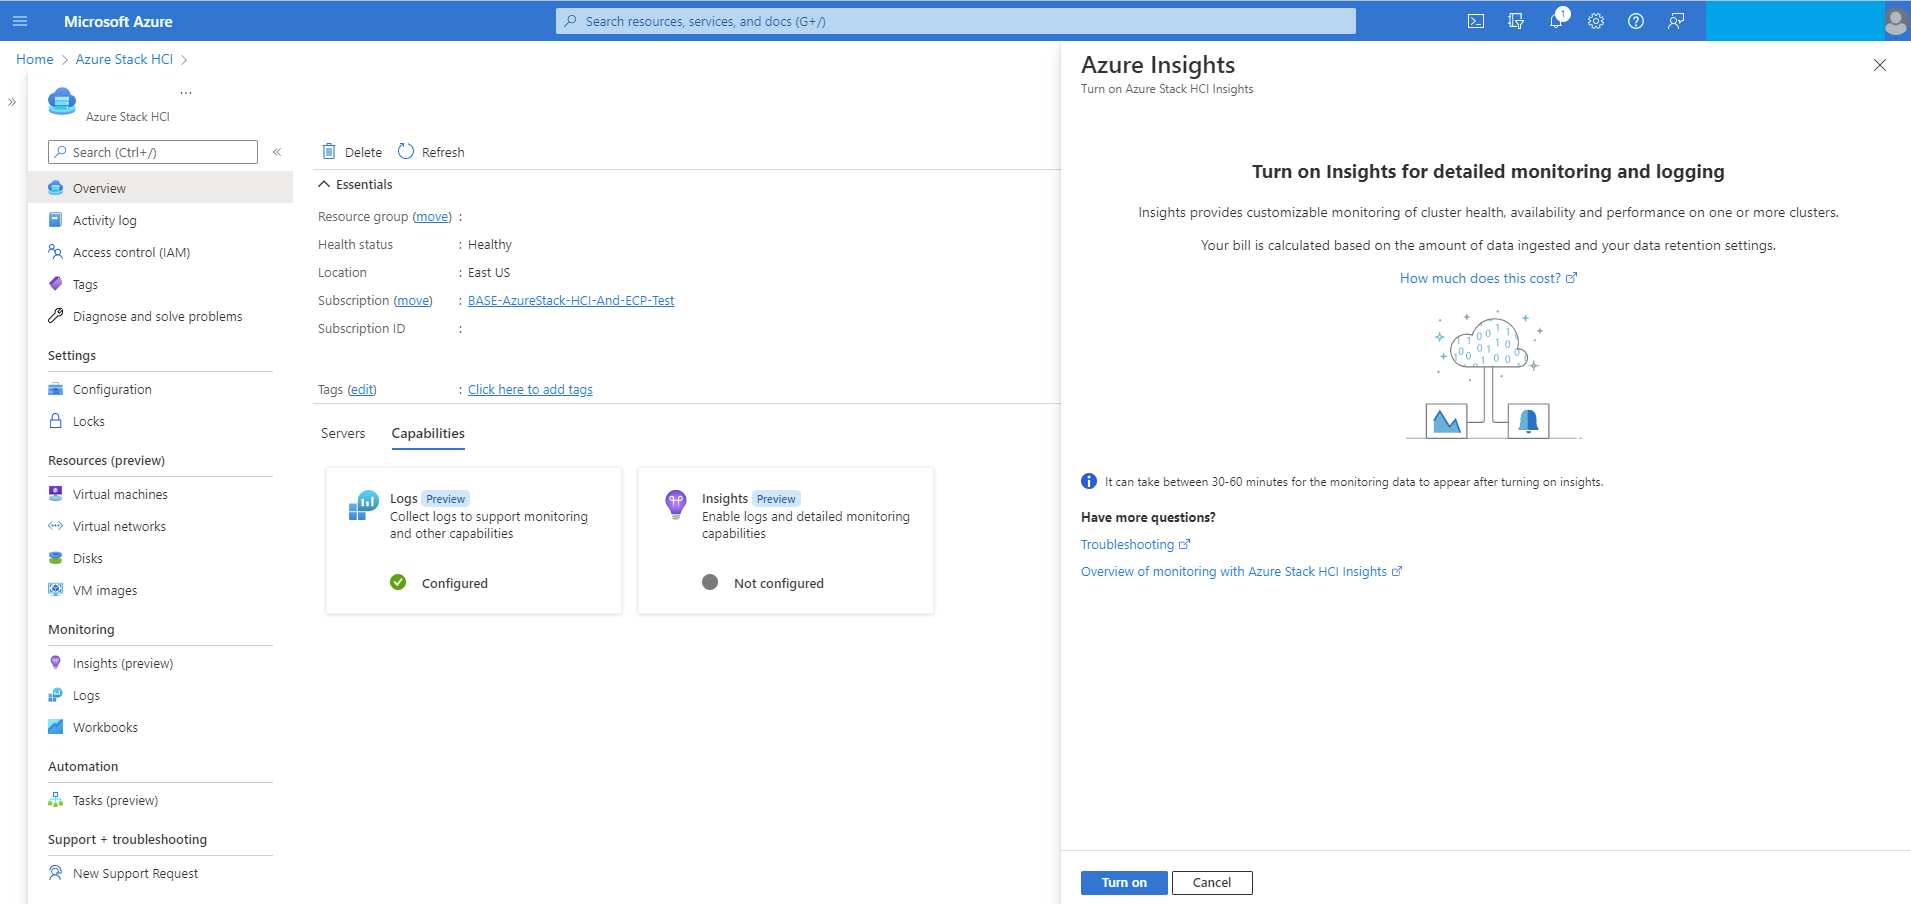 Microsoft Azure
Search resources, services, and docs (G+/)
1
Home > Azure Stack HCI >
...
Azure Stack HCI
Search (Ctrl+/)
Overview
Activity log
Access control (IAM)
Tags
Diagnose and solve problems
Settings
Configuration
Locks
Resources (preview)
Virtual machines
Virtual networks
Disks
VM images
Monitoring
Insights (preview)
Logs
Workbooks
Automation
Tasks (preview)
Support + troubleshooting
New Support Request
Delete Refresh
Essentials
Resource group (move) :
Health status : Healthy
Location : East US
Subscription (move) : BASE-AzureStack-HCI-And-ECP-Test
Subscription ID :
Tags (edit) : Click here to add tags
Servers Capabilities
Logs Preview
Collect logs to support monitoring
and other capabilities
Configured
Insights Preview
Enable logs and detailed monitoring
capabilities
Not configured
Azure Insights
Turn on Azure Stack HCI Insights
Turn on Insights for detailed monitoring and logging
Insights provides customizable monitoring of cluster health, availability and performance on one or more clusters.
Your bill is calculated based on the amount of data ingested and your data retention settings.
How much does this cost?
It can take between 30-60 minutes for the monitoring data to appear after turning on insights.
Have more questions?
Troubleshooting
Overview of monitoring with Azure Stack HCI Insights
Turn on Cancel